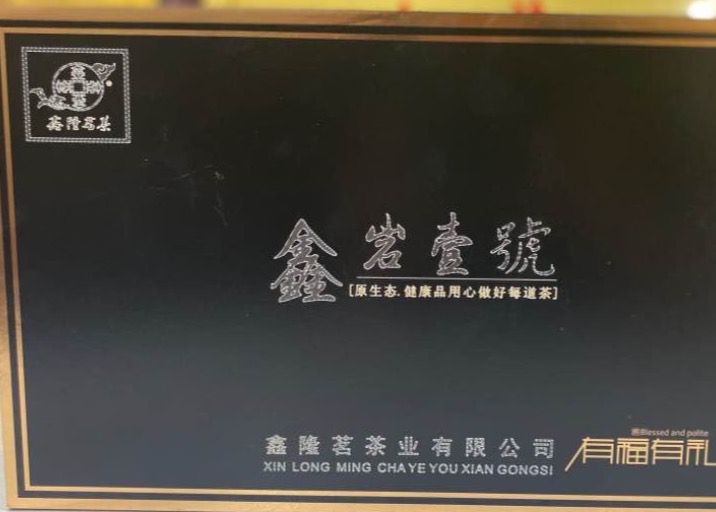 鑫隆茗茶
鑫岩壹號
[原生态.健康品用心做好每道茶]
Blessed and polite
有福有礼
鑫隆茗茶业有限公司
XIN LONG MING CHA YE YOU XIAN GONGSI